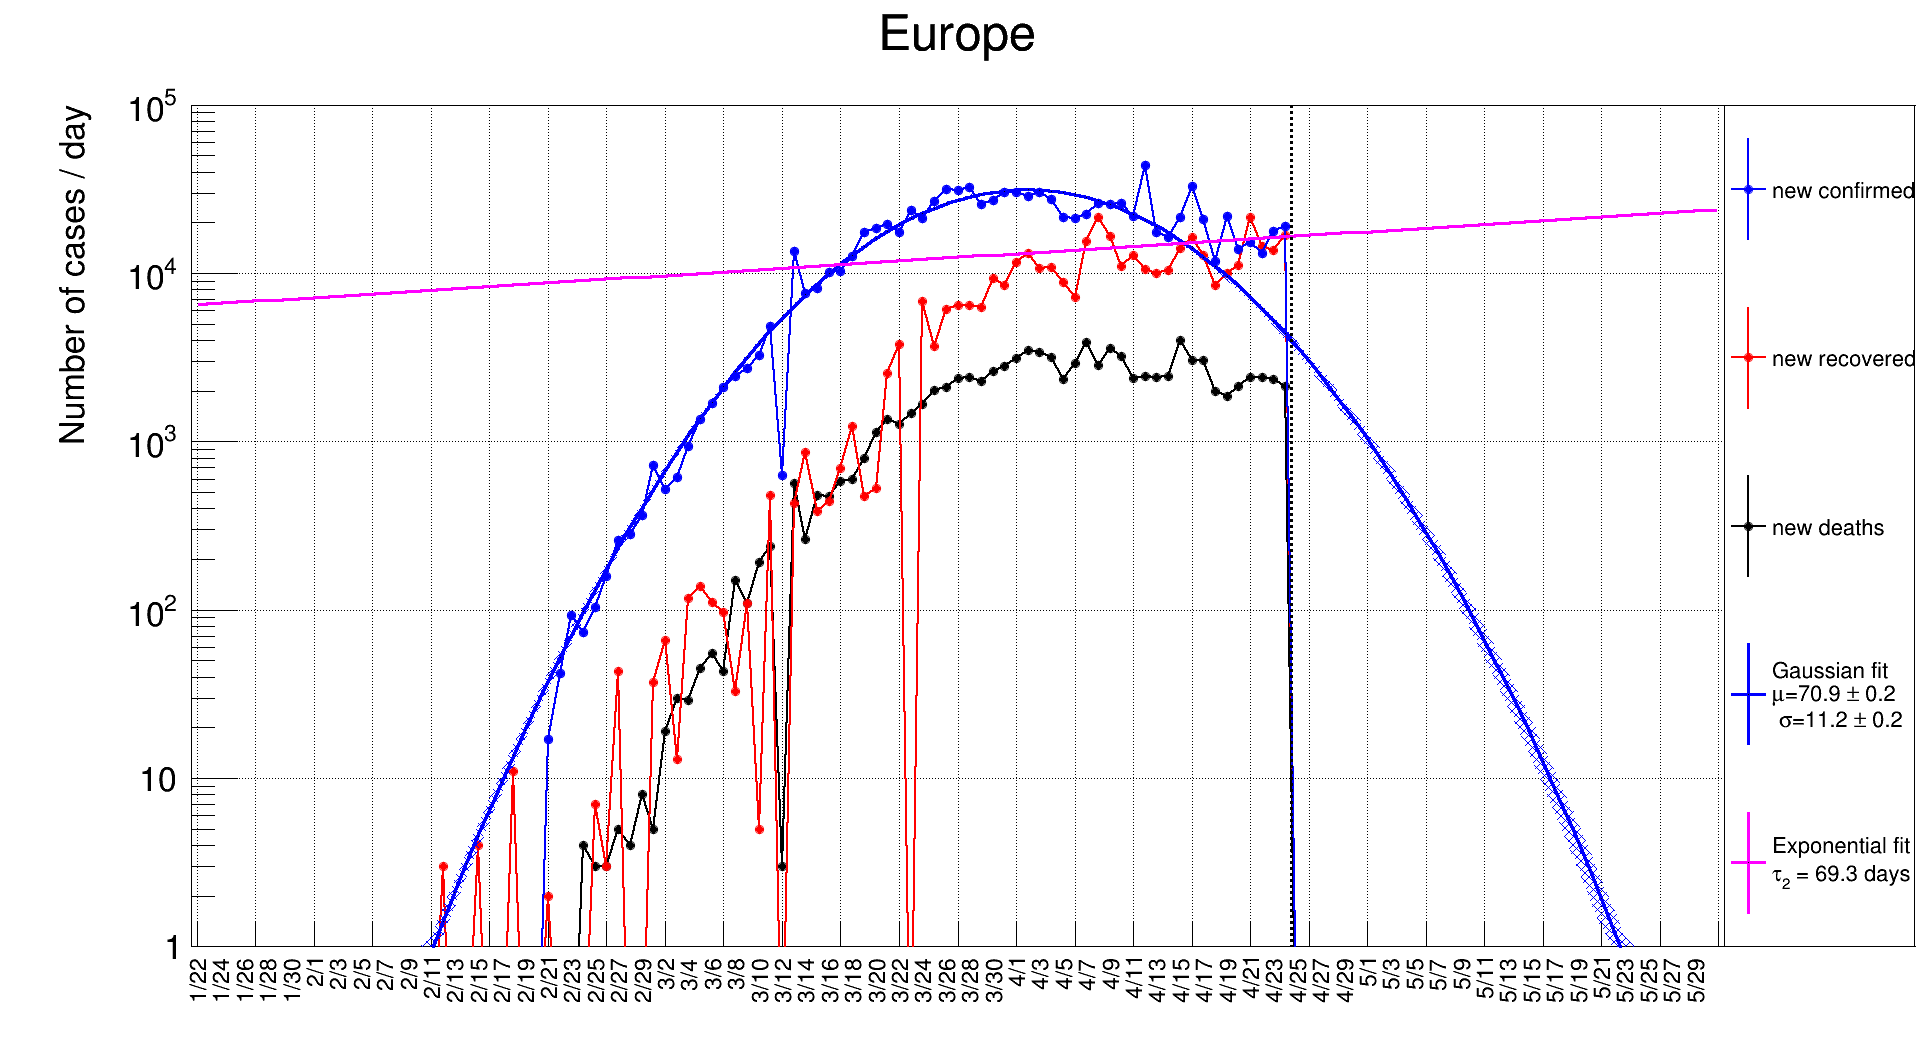 Europe
Number of cases / day
10^5
10^4
10^3
10^2
10
1
1/22 1/24 1/26 1/28 1/30 2/1 2/3 2/5 2/7 2/9 2/11 2/13 2/15 2/17 2/19 2/21 2/23 2/25 2/27 2/29 3/2 3/4 3/6 3/8 3/10 3/12 3/14 3/16 3/18 3/20 3/22 3/24 3/26 3/28 3/30 4/1 4/3 4/5 4/7 4/9 4/11 4/13 4/15 4/17 4/19 4/21 4/23 4/25 4/27 4/29 5/1 5/3 5/5 5/7 5/9 5/11 5/13 5/15 5/17 5/19 5/21 5/23 5/25 5/27 5/29
new confirmed
new recovered
new deaths
Gaussian fit
μ=70.9 ± 0.2
σ=11.2 ± 0.2
Exponential fit
τ₂ = 69.3 days